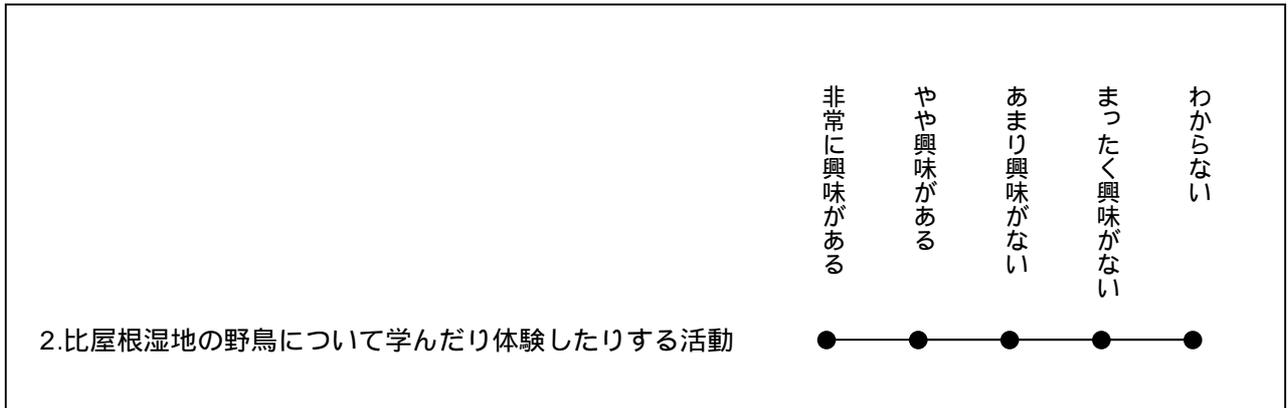 非常に興味がある
やや興味がある
あまり興味がない
まったく興味がない
わからない
2.比屋根湿地の野鳥について学んだり体験したりする活動